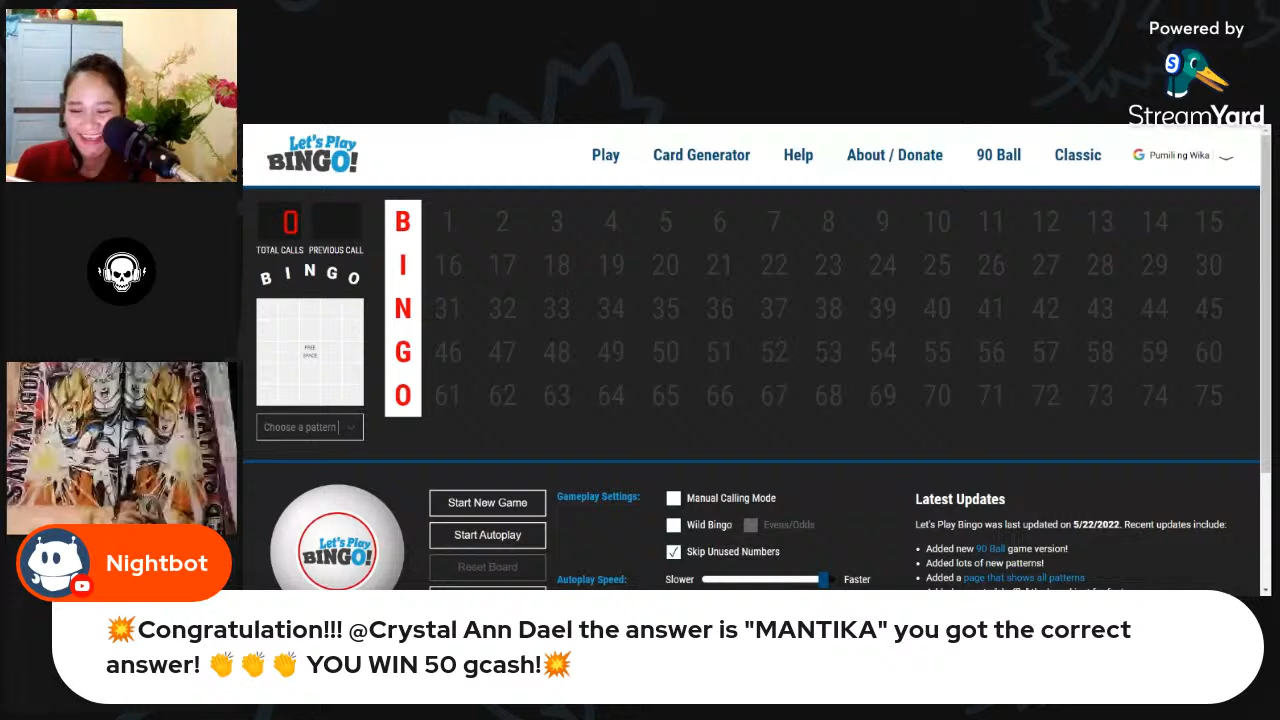 Powered by
StreamYard
Let's Play
BINGO!
Play Card Generator Help About / Donate 90 Ball Classic Pumili ng Wika
0
TOTAL CALLS PREVIOUS CALL
B I N G O
FREE
SPACE
Choose a pattern
B 1 2 3 4 5 6 7 8 9 10 11 12 13 14 15
I 16 17 18 19 20 21 22 23 24 25 26 27 28 29 30
N 31 32 33 34 35 36 37 38 39 40 41 42 43 44 45
G 46 47 48 49 50 51 52 53 54 55 56 57 58 59 60
O 61 62 63 64 65 66 67 68 69 70 71 72 73 74 75
Let's Play
BINGO!
Start New Game
Start Autoplay
Reset Board
Gameplay Settings:
Manual Calling Mode
Wild Bingo Evens/Odds
Skip Unused Numbers
Autoplay Speed: Slower Faster
Latest Updates
Let's Play Bingo was last updated on 5/22/2022. Recent updates include:
• Added new 90 Ball game version!
• Added lots of new patterns!
• Added a page that shows all patterns
Nightbot
💥Congratulation!!! @Crystal Ann Dael the answer is "MANTIKA" you got the correct
answer! 👏👏👏 YOU WIN 50 gcash!💥